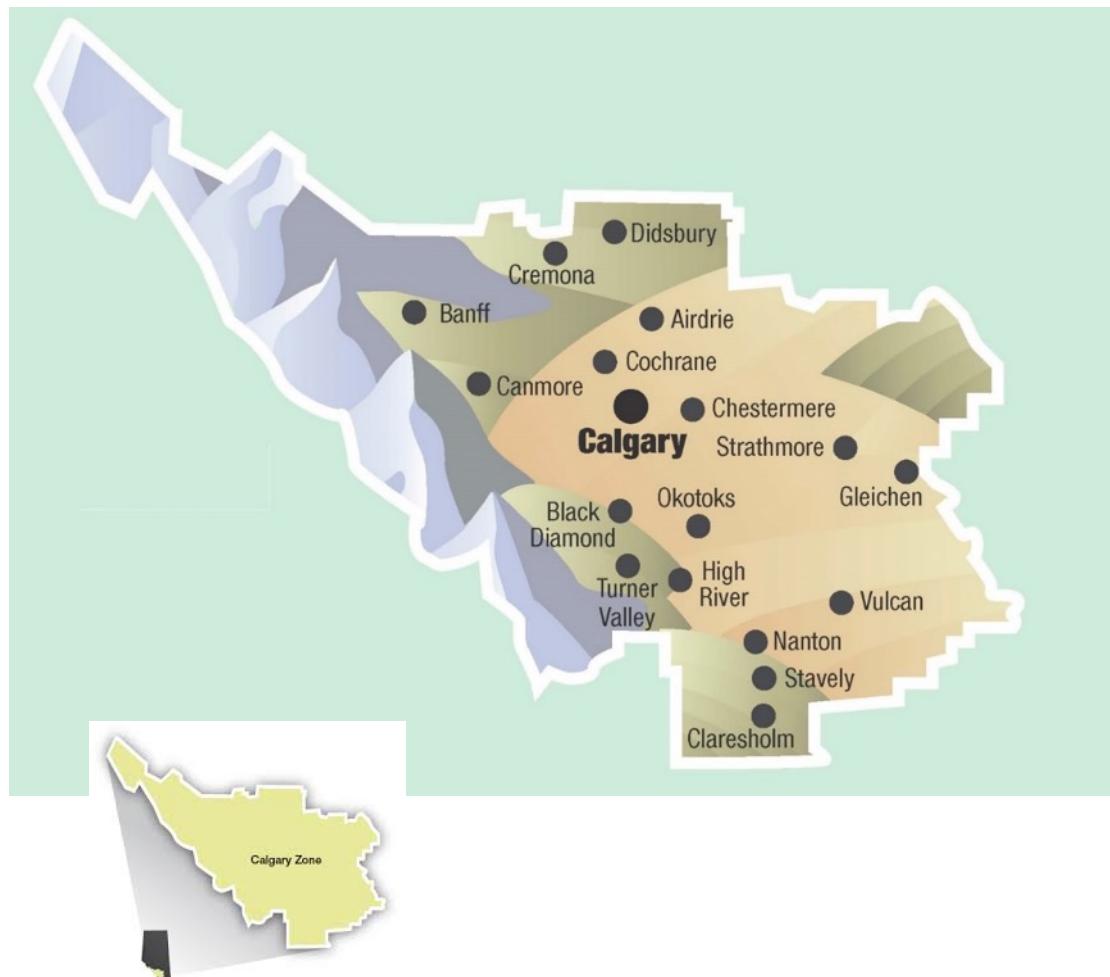 Didsbury
Cremona
Banff
Airdrie
Cochrane
Canmore
Chestermere
Calgary
Strathmore
Gleichen
Okotoks
Black
Diamond
Turner
Valley
High
River
Vulcan
Nanton
Stavely
Claresholm
Calgary Zone